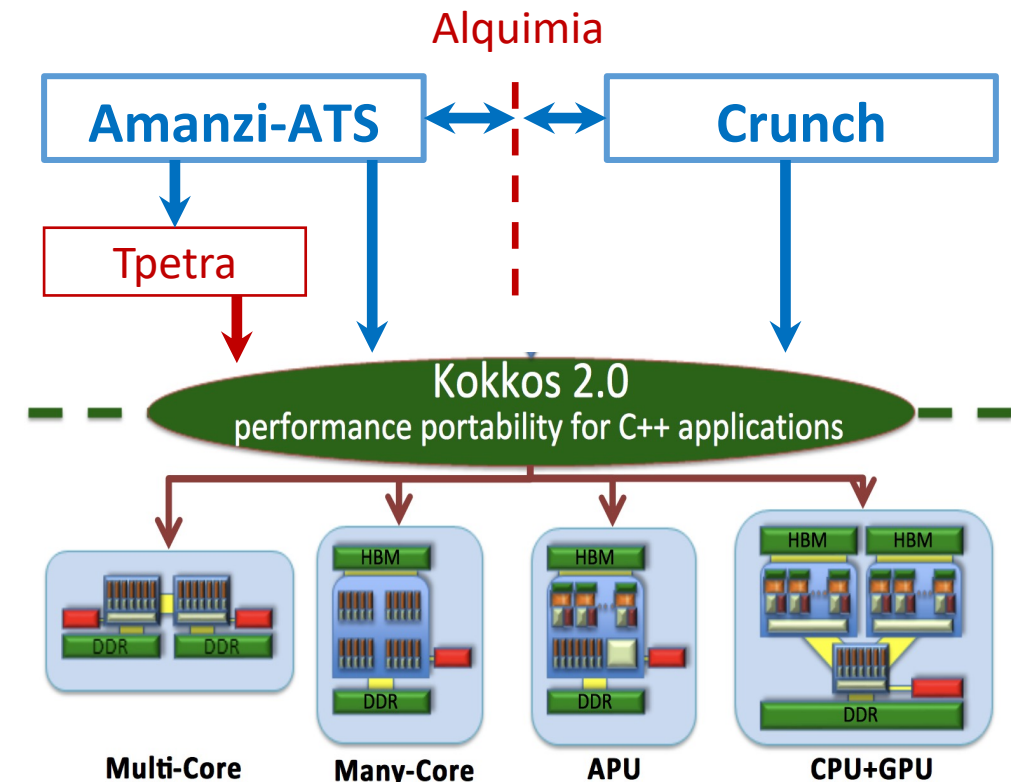 Alquimia
Amanzi-ATS
Crunch
Tpetra
Kokkos 2.0
performance portability for C++ applications
HBM
HBM
HBM
HBM
DDR
DDR
DDR
DDR
DDR
Multi-Core
Many-Core
APU
CPU+GPU